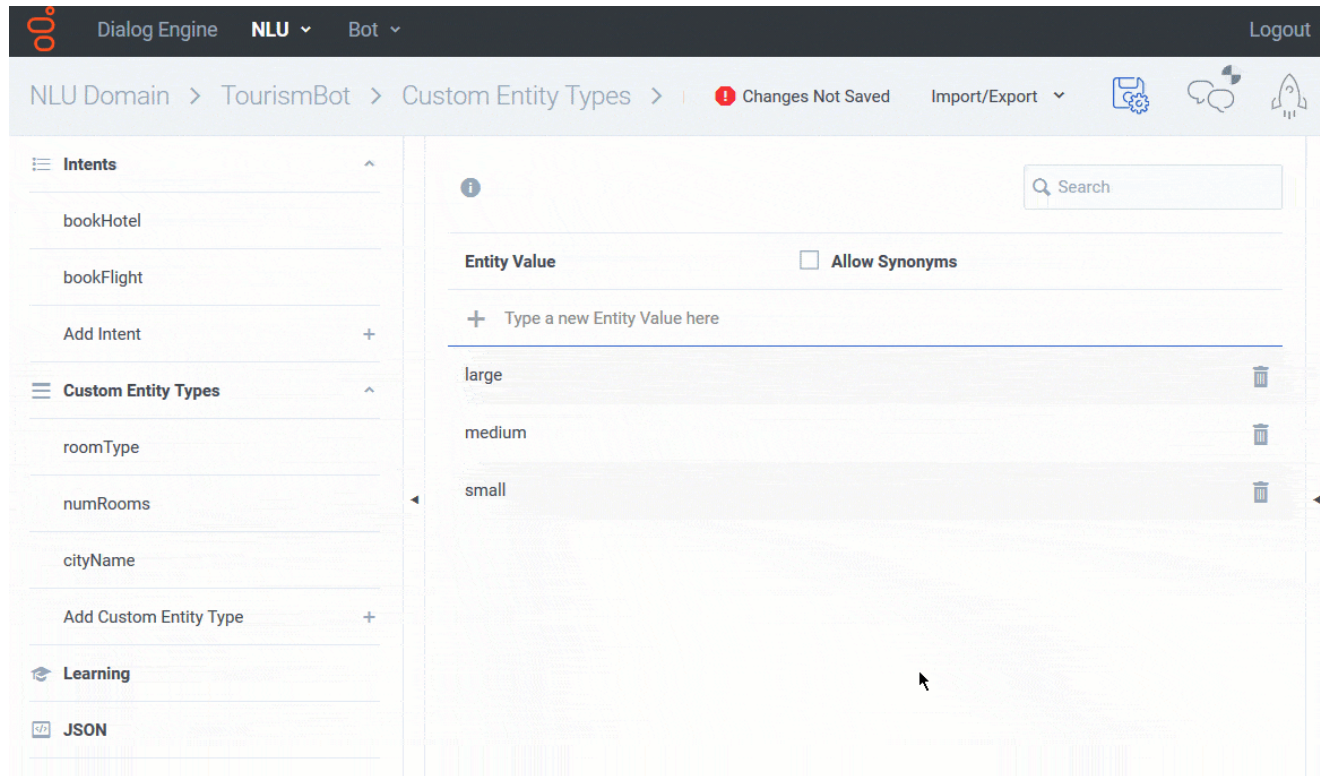 Dialog Engine NLU Bot Logout
NLU Domain > TourismBot > Custom Entity Types > Changes Not Saved Import/Export
Intents
bookHotel
bookFlight
Add Intent +
Custom Entity Types
roomType
numRooms
cityName
Add Custom Entity Type +
Learning
JSON
Search
Entity Value Allow Synonyms
+ Type a new Entity Value here
large
medium
small